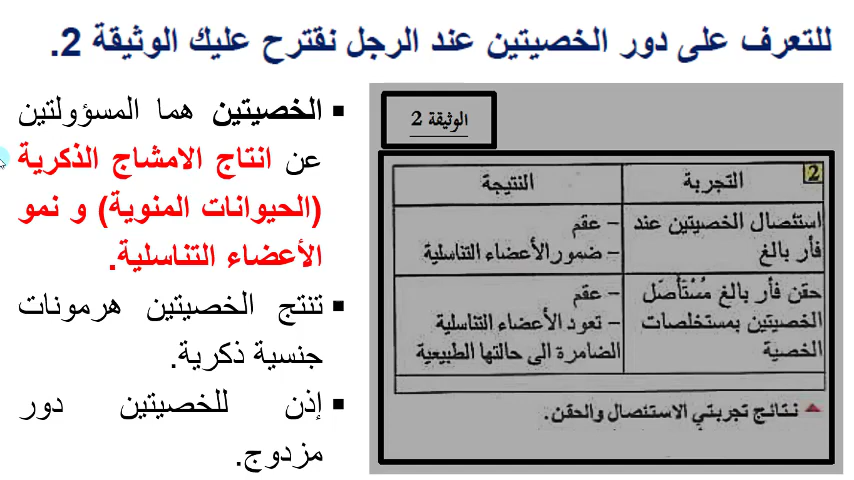 للتعرف على دور الخصيتين عند الرجل نقترح عليك الوثيقة 2.
▪ الخصيتين هما المسؤولتين
عن انتاج الامشاج الذكرية
(الحيوانات المنوية) و نمو
الأعضاء التناسلية.
▪ تنتج الخصيتين هرمونات
جنسية ذكرية.
▪ إذن للخصيتين دور
مزدوج.
الوثيقة 2
2
التجربة
النتيجة
استئصال الخصيتين عند
فأر بالغ
– عقم
– ضمور الأعضاء التناسلية
حقن فأر بالغ مُسْتَأْصَل
الخصيتين بمستخلصات
الخصية
– عقم
– تعود الأعضاء التناسلية
الضامرة الى حالتها الطبيعية
▲ نتائج تجربتي الاستئصال والحقن.